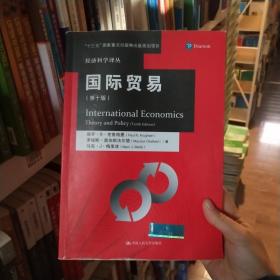 "十三五"国家重点出版物出版规划项目
Pearson
经济科学译丛
国际贸易
（第十版）
International Economics
Theory and Policy (Tenth Edition)
保罗·R·克鲁格曼 (Paul R. Krugman)
茅瑞斯·奥伯斯法尔德 (Maurice Obstfeld) 著
马克·J·梅里兹 (Marc J. Melitz)
中国人民大学出版社